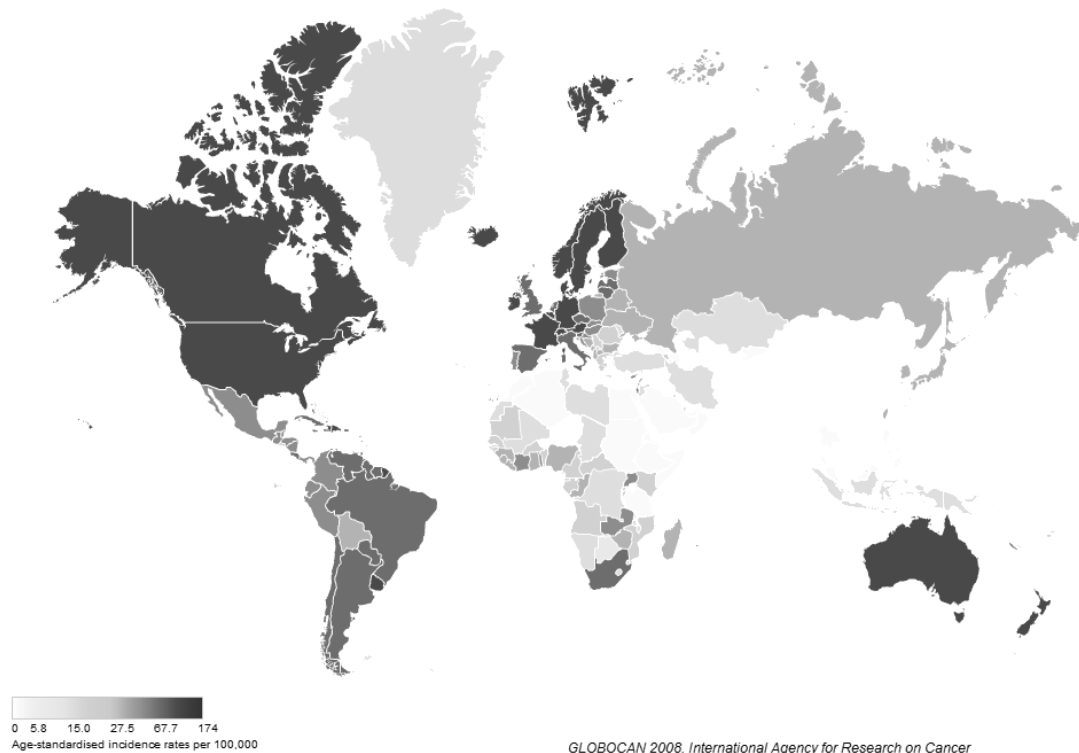 0 5.8 15.0 27.5 67.7 174
Age-standardised incidence rates per 100,000
GLOBOCAN 2008, International Agency for Research on Cancer